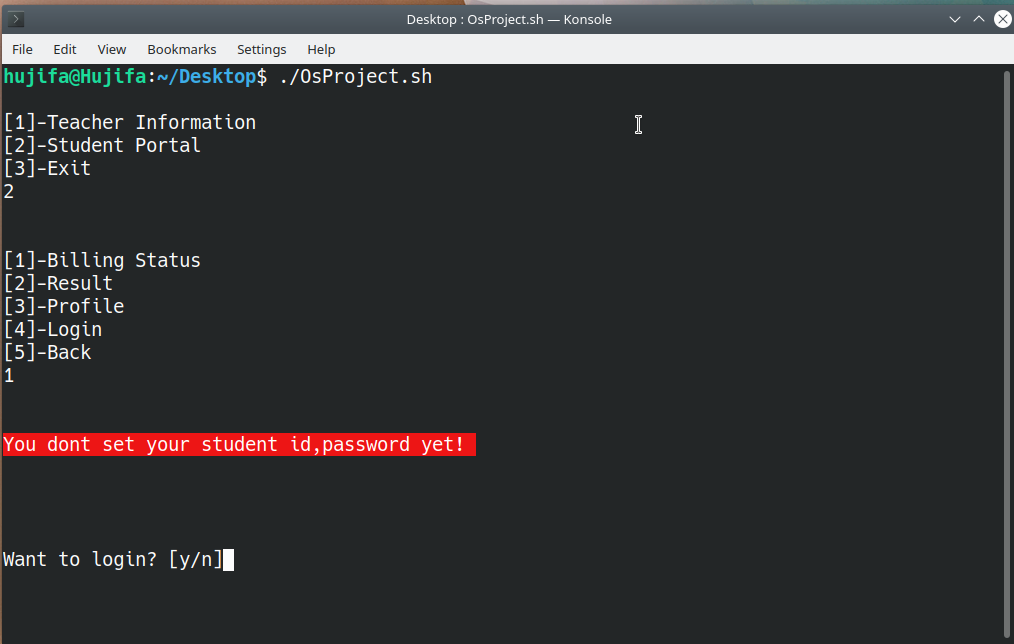 Desktop : OsProject.sh — Konsole
File Edit View Bookmarks Settings Help
hujifa@Hujifa:~/Desktop$ ./OsProject.sh
[1]-Teacher Information
[2]-Student Portal
[3]-Exit
2
[1]-Billing Status
[2]-Result
[3]-Profile
[4]-Login
[5]-Back
1
You dont set your student id,password yet!
Want to login? [y/n]